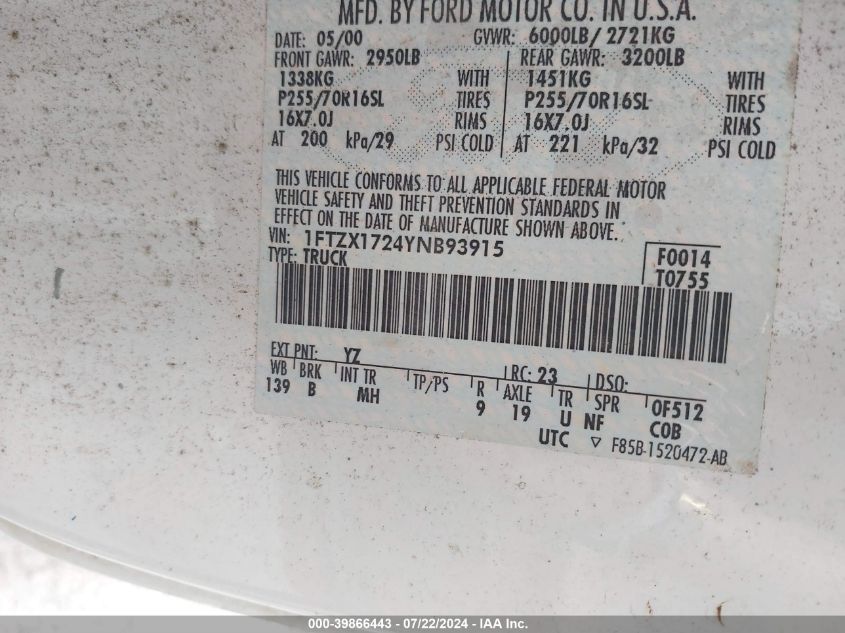 MFD. BY FORD MOTOR CO. IN U.S.A.
DATE: 05/00 GVWR: 6000LB/ 2721KG
FRONT GAWR: 2950LB REAR GAWR: 3200LB
1338KG WITH 1451KG WITH
P255/70R16SL TIRES P255/70R16SL TIRES
16X7.0J RIMS 16X7.0J RIMS
AT 200 kPa/29 PSI COLD AT 221 kPa/32 PSI COLD
THIS VEHICLE CONFORMS TO ALL APPLICABLE FEDERAL MOTOR
VEHICLE SAFETY AND THEFT PREVENTION STANDARDS IN
EFFECT ON THE DATE OF MANUFACTURE SHOWN ABOVE.
VIN: 1FTZX1724YNB93915 F0014
TYPE: TRUCK T0755
EXT PNT: YZ RC: 23 DSO:
WB BRK INT TR TP/PS R AXLE TR SPR 0F512
139 B MH 9 19 U NF COB
UTC F85B-1520472-AB
000-39866443 - 07/22/2024 - IAA Inc.